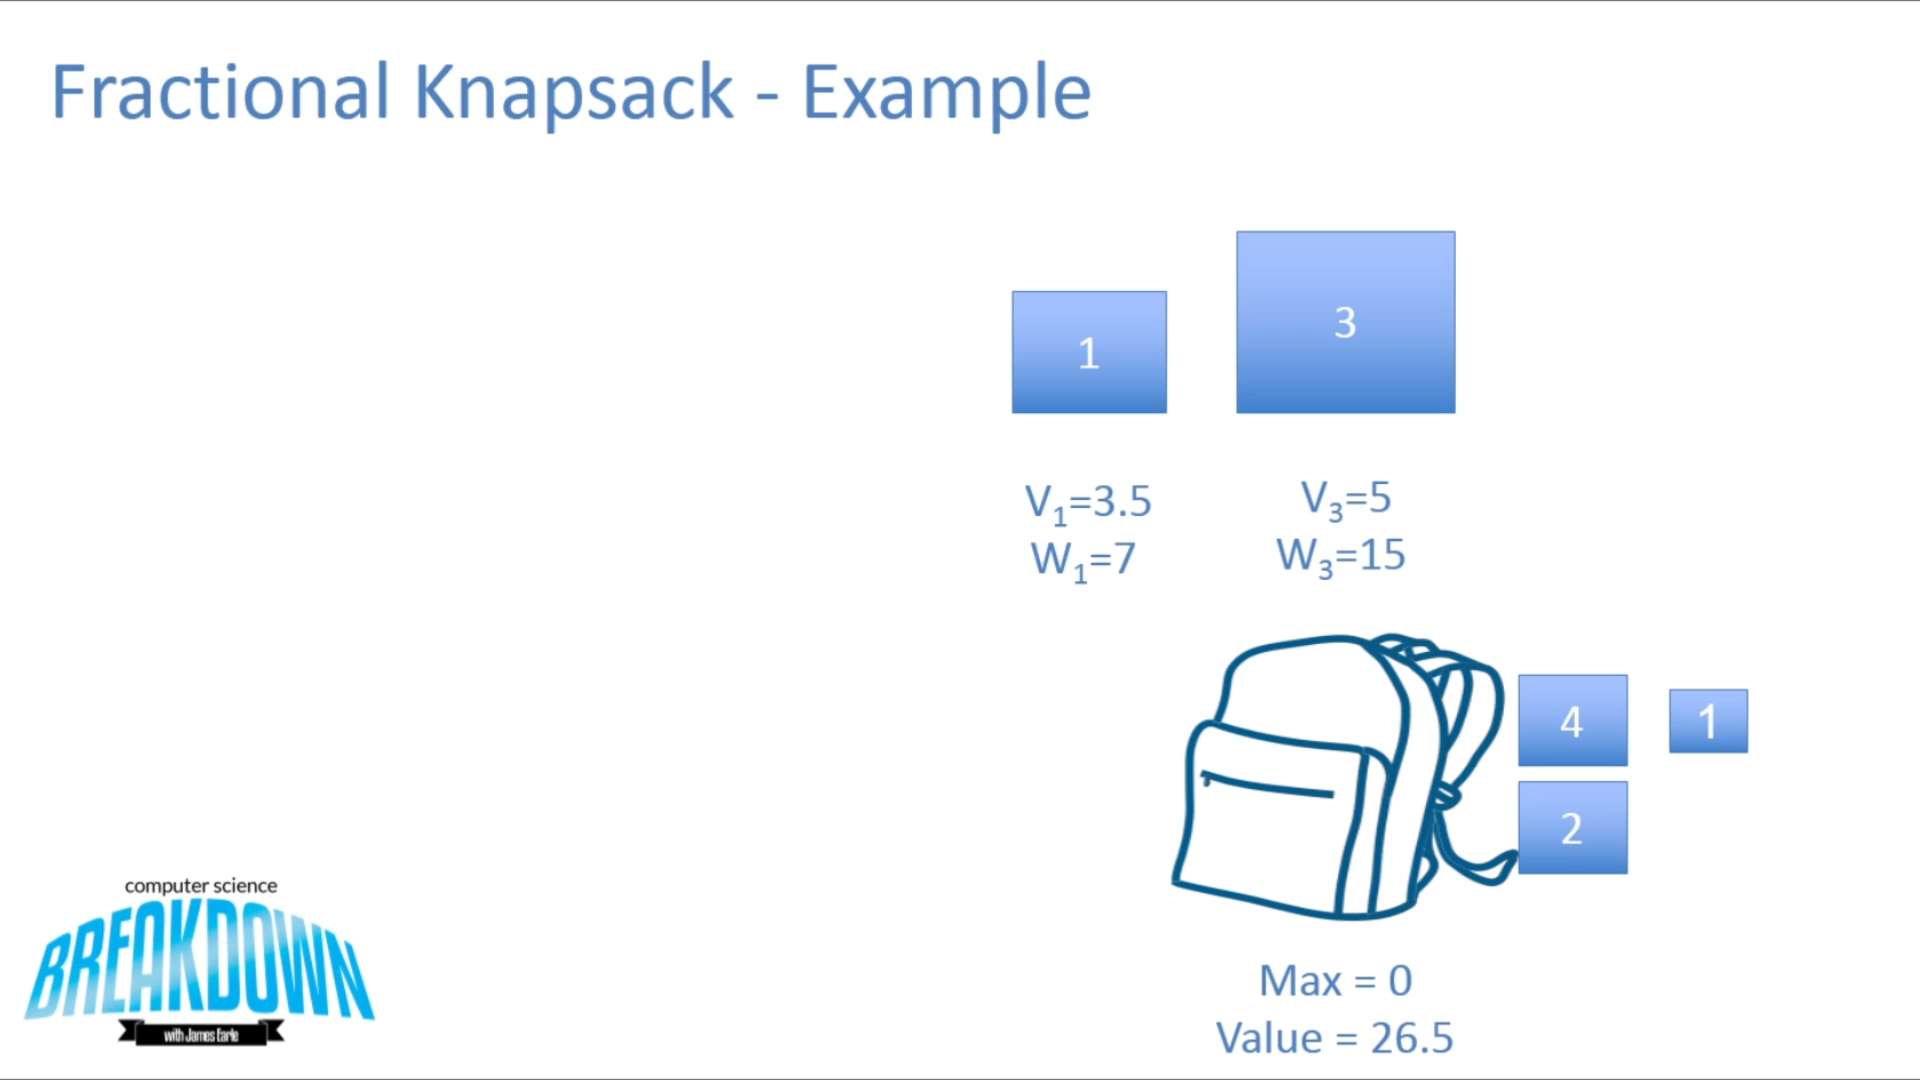 Fractional Knapsack - Example
1
3
V₁=3.5
W₁=7
V₃=5
W₃=15
4
1
2
Max = 0
Value = 26.5
computer science
BREAKDOWN
with James Earle